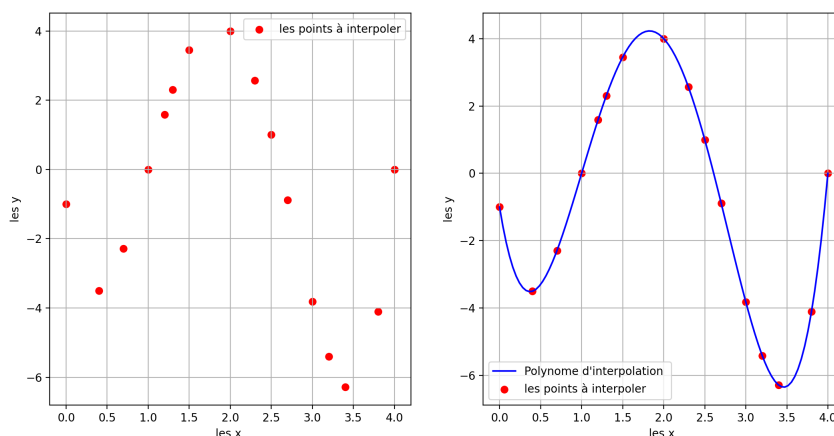 les points à interpoler
4
2
0
−2
−4
−6
les y
0.0 0.5 1.0 1.5 2.0 2.5 3.0 3.5 4.0
les x
4
2
0
−2
−4
−6
les y
Polynome d'interpolation
les points à interpoler
0.0 0.5 1.0 1.5 2.0 2.5 3.0 3.5 4.0
les x